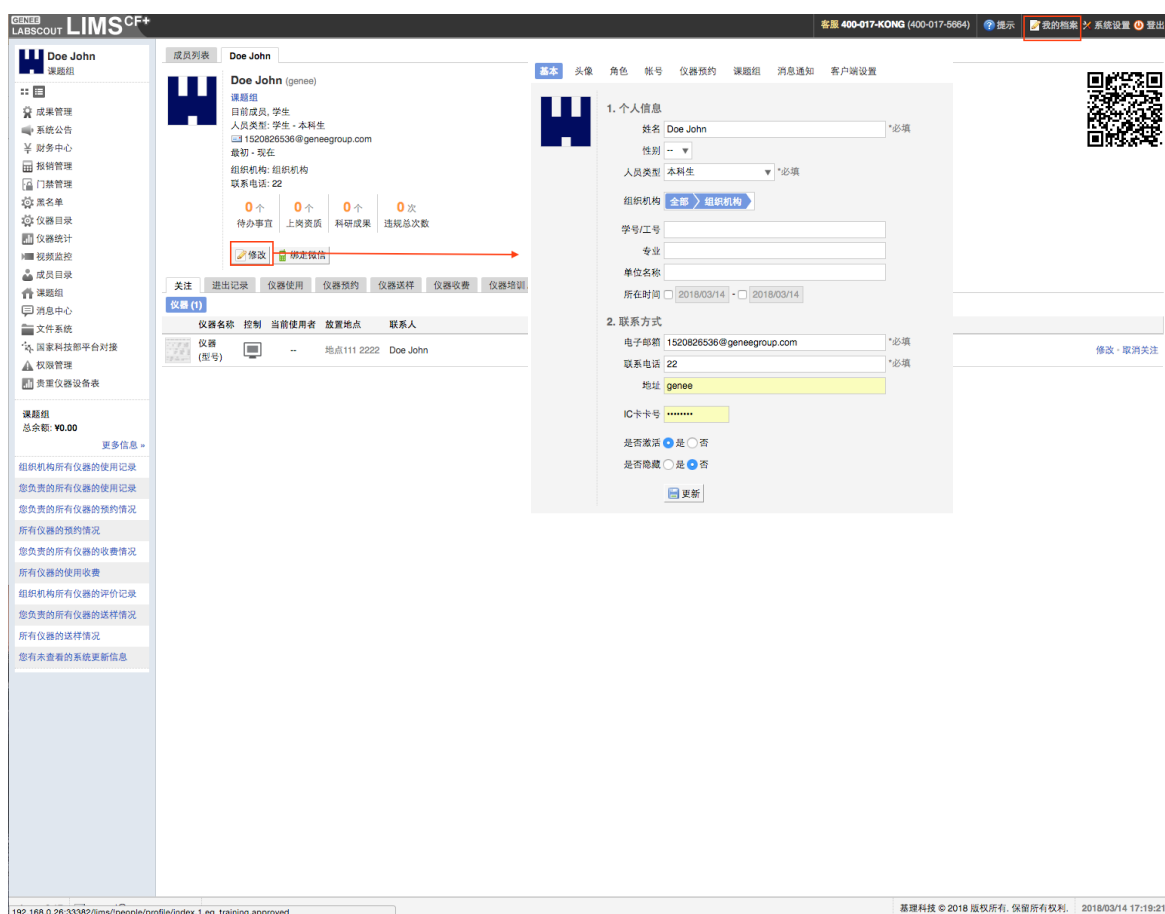 GENEE
LABSCOUT LIMS CF+
客服 400-017-KONG (400-017-5664) 提示 我的档案 系统设置 登出
Doe John
课题组
成果管理
系统公告
财务中心
报销管理
门禁管理
黑名单
仪器目录
仪器统计
视频监控
成员目录
课题组
消息中心
文件系统
国家科技部平台对接
权限管理
贵重仪器设备表
课题组
总余额: ¥0.00
更多信息 »
组织机构所有仪器的使用记录
您负责的所有仪器的使用记录
您负责的所有仪器的预约情况
所有仪器的预约情况
您负责的所有仪器的收费情况
所有仪器的使用收费
组织机构所有仪器的评价记录
您负责的所有仪器的送样情况
所有仪器的送样情况
您有未查看的系统更新信息
成员列表 Doe John
Doe John (genee)
课题组
目前成员, 学生
人员类型: 学生 - 本科生
1520826536@geneegroup.com
最初 - 现在
组织机构: 组织机构
联系电话: 22
0 个 0 个 0 个 0 次
待办事宜 上岗资质 科研成果 违规总次数
修改 绑定微信
关注 进出记录 仪器使用 仪器预约 仪器送样 仪器收费 仪器培训
仪器 (1)
仪器名称 控制 当前使用者 放置地点 联系人
仪器
(型号) -- 地点111 2222 Doe John 修改 · 取消关注
基本 头像 角色 帐号 仪器预约 课题组 消息通知 客户端设置
1. 个人信息
姓名 Doe John *必填
性别 --
人员类型 本科生 *必填
组织机构 全部 组织机构
学号/工号
专业
单位名称
所在时间 2018/03/14 - 2018/03/14
2. 联系方式
电子邮箱 1520826536@geneegroup.com *必填
联系电话 22 *必填
地址 genee
IC卡卡号 ••••••••
是否激活 是 否
是否隐藏 是 否
更新
192.168.0.26:33382/lims/!people/profile/index.1.eq_training.approved
基理科技 © 2018 版权所有. 保留所有权利. 2018/03/14 17:19:21